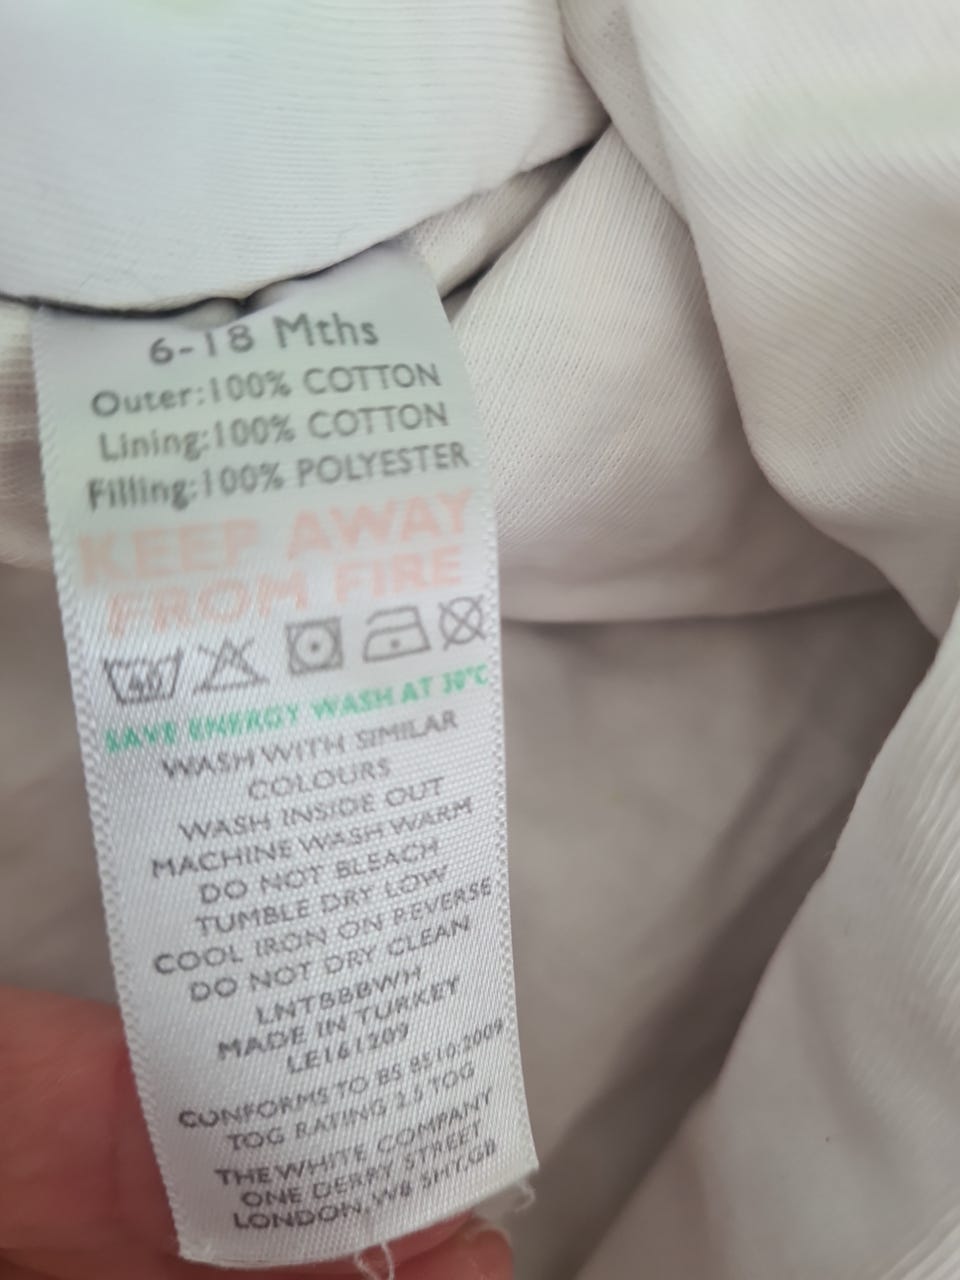 6-18 Mths
Outer:100% COTTON
Lining:100% COTTON
Filling:100% POLYESTER
KEEP AWAY
FROM FIRE
40
SAVE ENERGY WASH AT 30°C
WASH WITH SIMILAR
COLOURS
WASH INSIDE OUT
MACHINE WASH WARM
DO NOT BLEACH
TUMBLE DRY LOW
COOL IRON ON REVERSE
DO NOT DRY CLEAN
LNTBBBWH
MADE IN TURKEY
LE161209
CONFORMS TO BS 8510.2009
TOG RATING 2.5 TOG
THE WHITE COMPANY
ONE DERRY STREET
LONDON, W8 5HY,GB